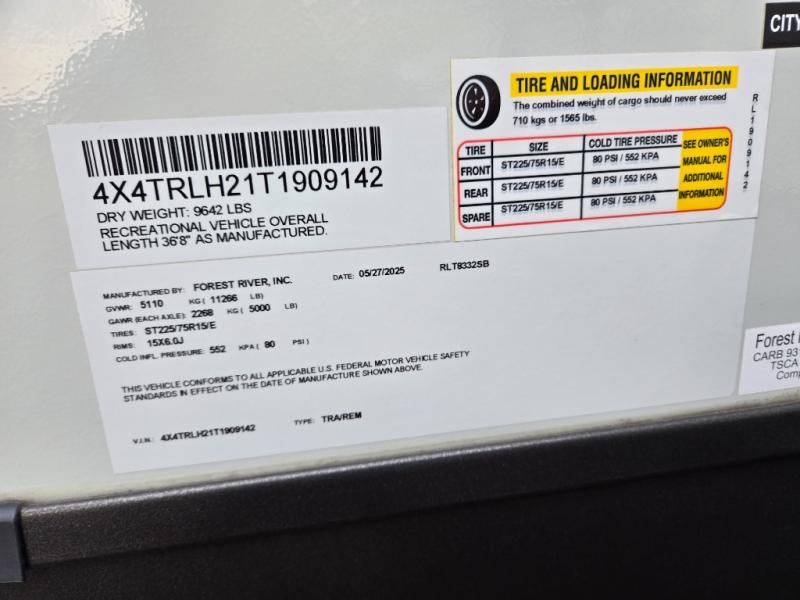 CITY
TIRE AND LOADING INFORMATION
The combined weight of cargo should never exceed
710 kgs or 1565 lbs.
TIRE SIZE COLD TIRE PRESSURE
FRONT ST225/75R15/E 80 PSI / 552 KPA
REAR ST225/75R15/E 80 PSI / 552 KPA
SPARE ST225/75R15/E 80 PSI / 552 KPA
SEE OWNER'S
MANUAL FOR
ADDITIONAL
INFORMATION
RL1909142
4X4TRLH21T1909142
DRY WEIGHT: 9642 LBS
RECREATIONAL VEHICLE OVERALL
LENGTH 36'8" AS MANUFACTURED.
MANUFACTURED BY: FOREST RIVER, INC. DATE: 05/27/2025 RLT8332SB
GVWR: 5110 KG ( 11266 LB)
GAWR (EACH AXLE): 2268 KG ( 5000 LB)
TIRES: ST225/75R15/E
RIMS: 15X6.0J
COLD INFL. PRESSURE: 552 KPA ( 80 PSI )
THIS VEHICLE CONFORMS TO ALL APPLICABLE U.S. FEDERAL MOTOR VEHICLE SAFETY
STANDARDS IN EFFECT ON THE DATE OF MANUFACTURE SHOWN ABOVE.
V.I.N.: 4X4TRLH21T1909142 TYPE: TRA/REM
Forest
CARB 93
TSCA
Comp